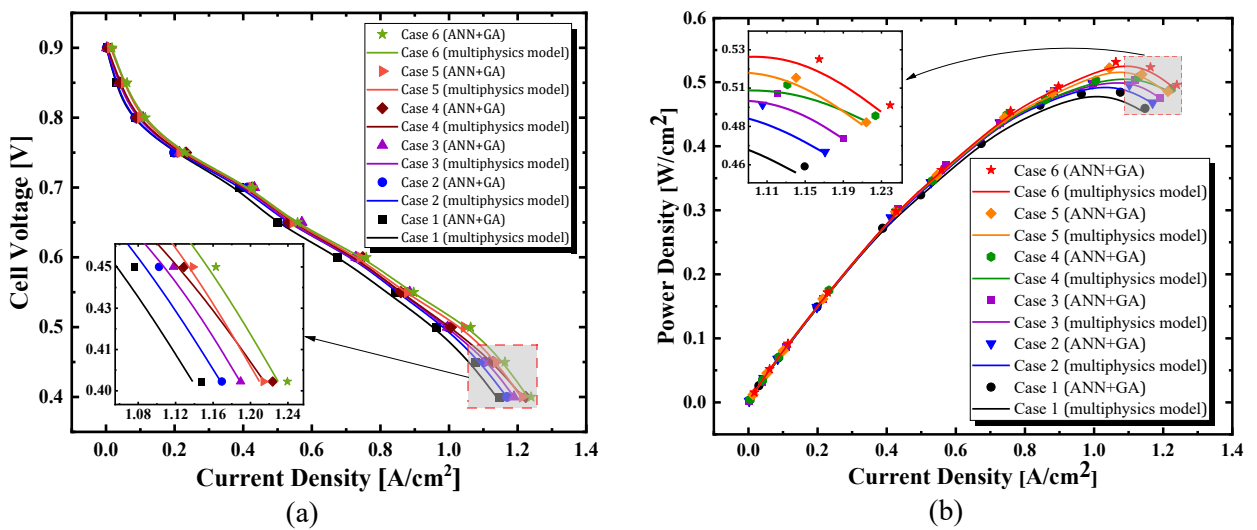 (a)
Cell Voltage [V]
0.9
0.8
0.7
0.6
0.5
0.4
0.0 0.2 0.4 0.6 0.8 1.0 1.2 1.4
Current Density [A/cm²]
Case 6 (ANN+GA)
Case 6 (multiphysics model)
Case 5 (ANN+GA)
Case 5 (multiphysics model)
Case 4 (ANN+GA)
Case 4 (multiphysics model)
Case 3 (ANN+GA)
Case 3 (multiphysics model)
Case 2 (ANN+GA)
Case 2 (multiphysics model)
Case 1 (ANN+GA)
Case 1 (multiphysics model)
0.45
0.43
0.41
0.40
1.08 1.12 1.16 1.20 1.24
(b)
Power Density [W/cm²]
0.6
0.5
0.4
0.3
0.2
0.1
0.0
0.0 0.2 0.4 0.6 0.8 1.0 1.2 1.4
Current Density [A/cm²]
0.53
0.50
0.48
0.46
1.11 1.15 1.19 1.24
Case 6 (ANN+GA)
Case 6 (multiphysics model)
Case 5 (ANN+GA)
Case 5 (multiphysics model)
Case 4 (ANN+GA)
Case 4 (multiphysics model)
Case 3 (ANN+GA)
Case 3 (multiphysics model)
Case 2 (ANN+GA)
Case 2 (multiphysics model)
Case 1 (ANN+GA)
Case 1 (multiphysics model)